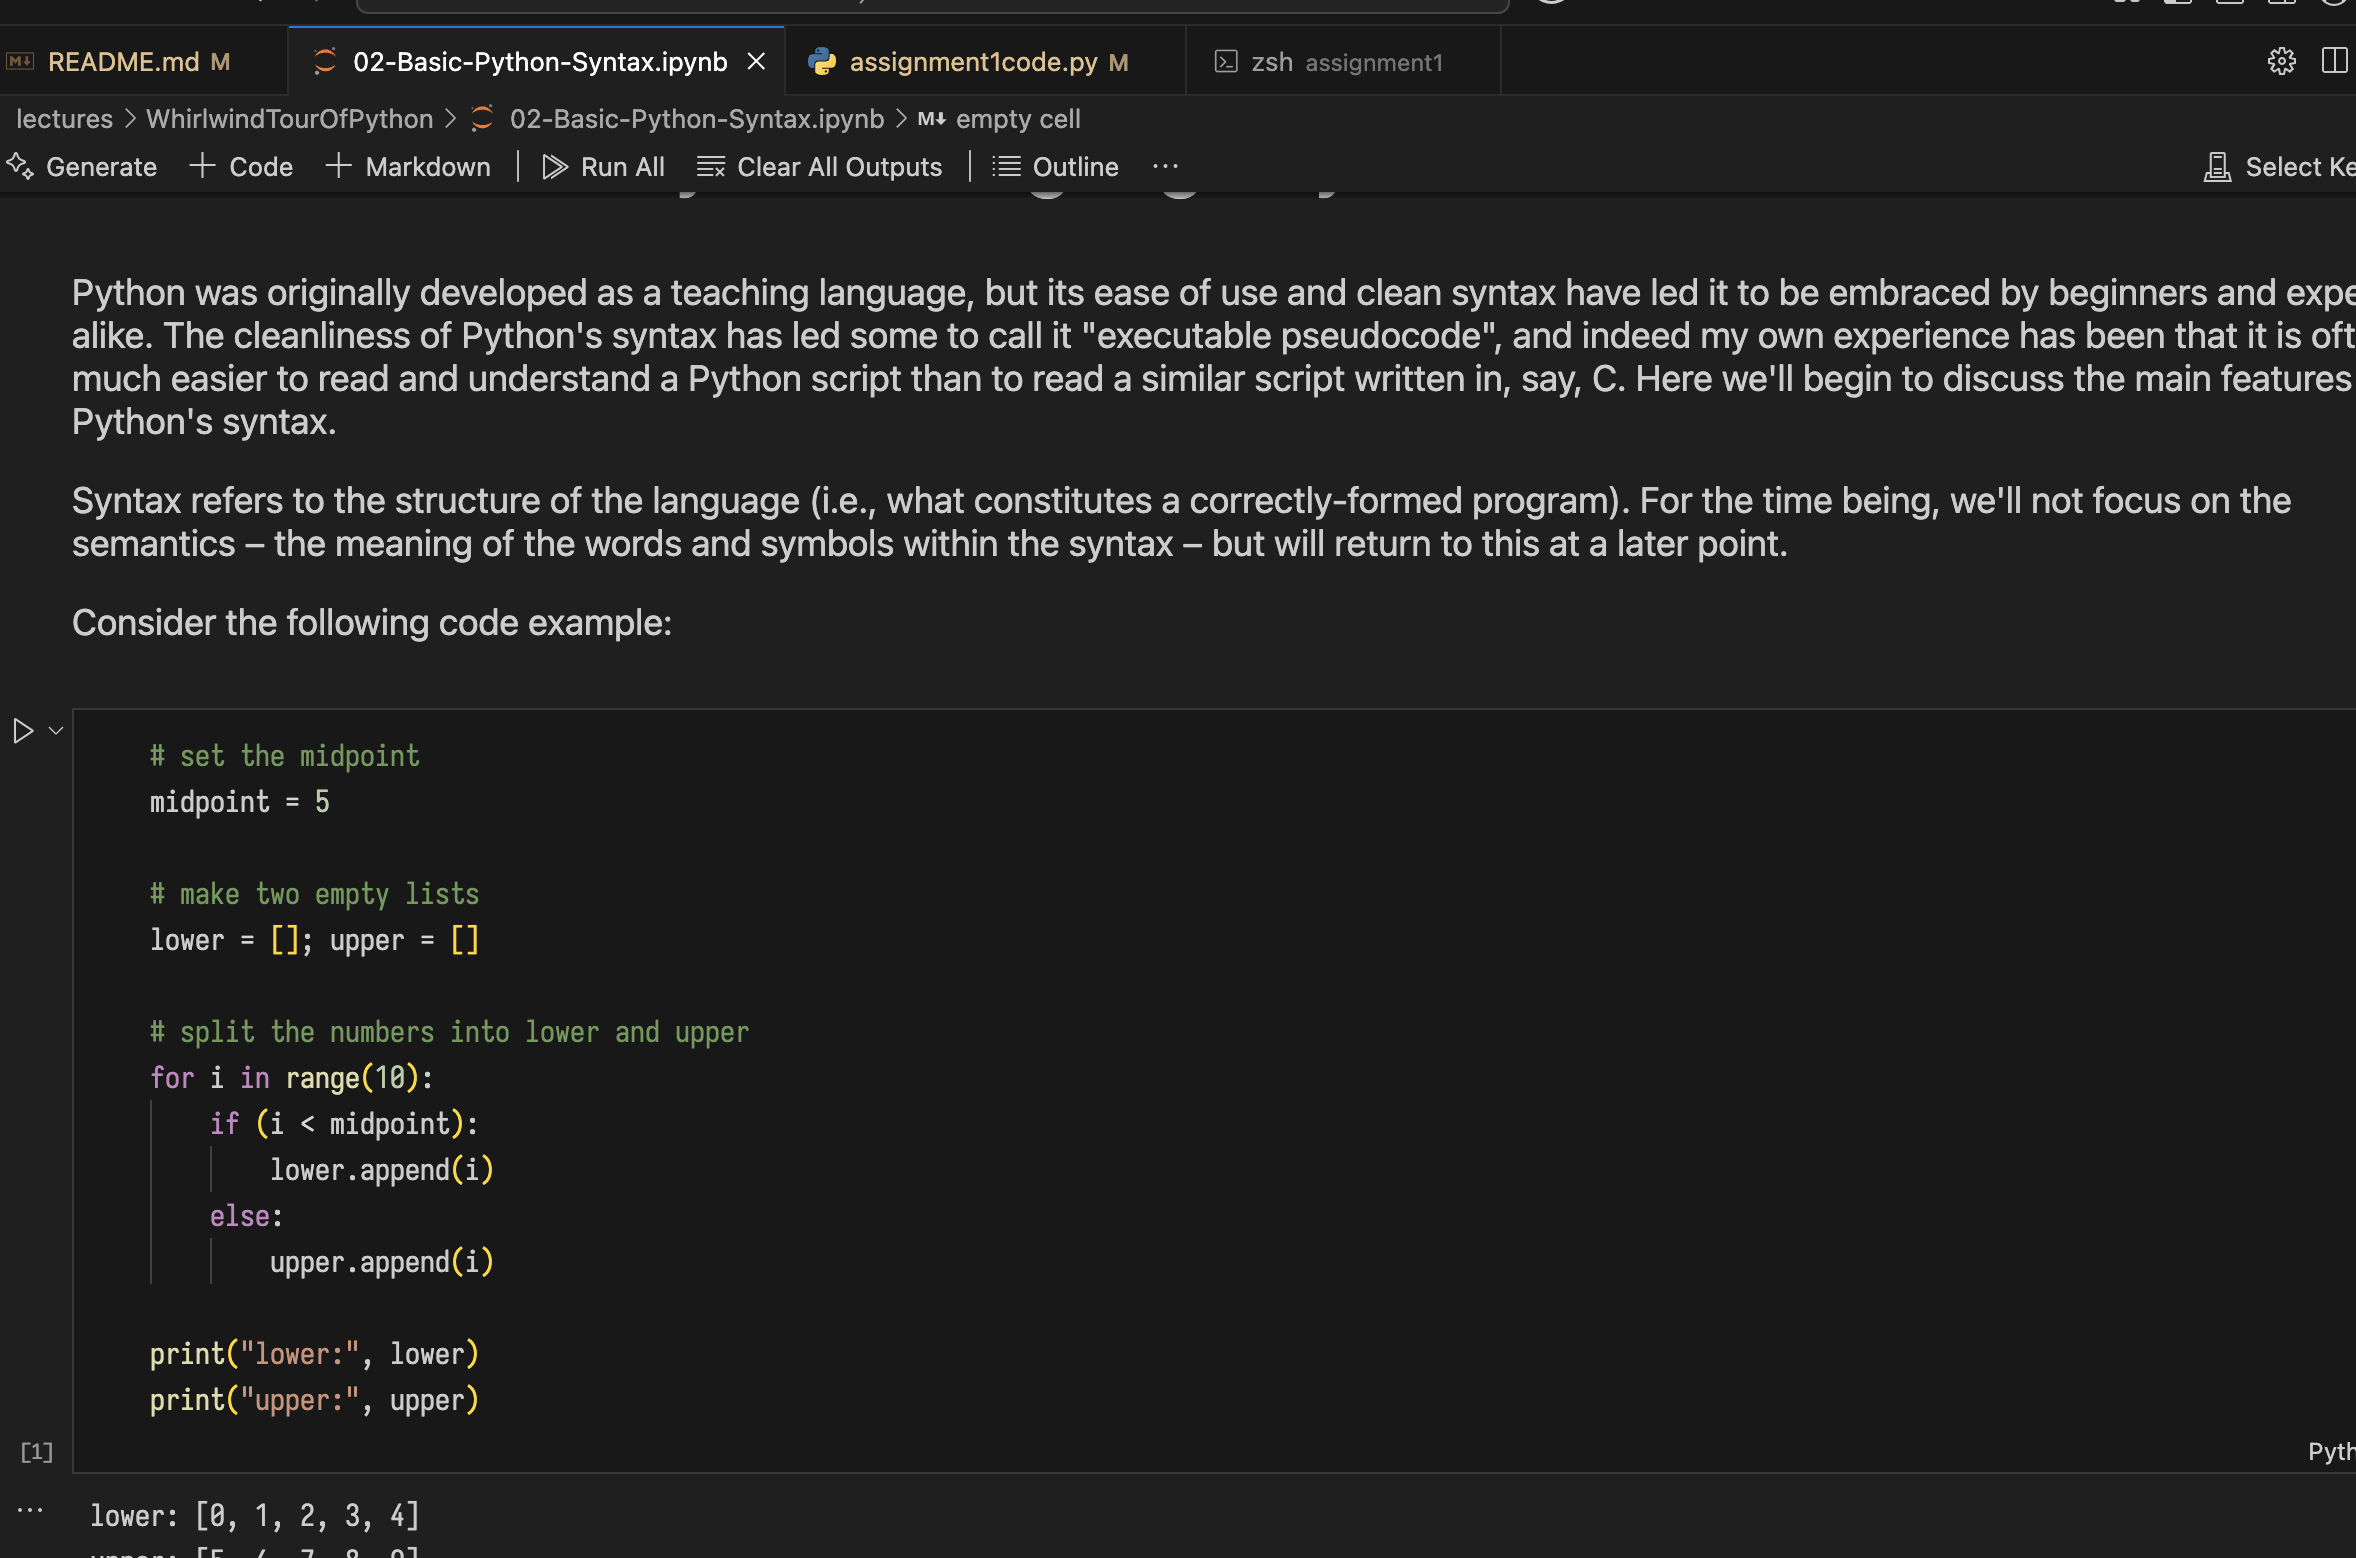 README.md M
02-Basic-Python-Syntax.ipynb
assignment1code.py M
zsh assignment1
lectures > WhirlwindTourOfPython > 02-Basic-Python-Syntax.ipynb > M↓ empty cell
Generate + Code + Markdown | Run All Clear All Outputs | Outline ···
Select Ke
Python was originally developed as a teaching language, but its ease of use and clean syntax have led it to be embraced by beginners and expe
alike. The cleanliness of Python's syntax has led some to call it "executable pseudocode", and indeed my own experience has been that it is oft
much easier to read and understand a Python script than to read a similar script written in, say, C. Here we'll begin to discuss the main features
Python's syntax.
Syntax refers to the structure of the language (i.e., what constitutes a correctly-formed program). For the time being, we'll not focus on the
semantics – the meaning of the words and symbols within the syntax – but will return to this at a later point.
Consider the following code example:
# set the midpoint
midpoint = 5
# make two empty lists
lower = []; upper = []
# split the numbers into lower and upper
for i in range(10):
    if (i < midpoint):
        lower.append(i)
    else:
        upper.append(i)
print("lower:", lower)
print("upper:", upper)
[1]
Pyth
··· lower: [0, 1, 2, 3, 4]